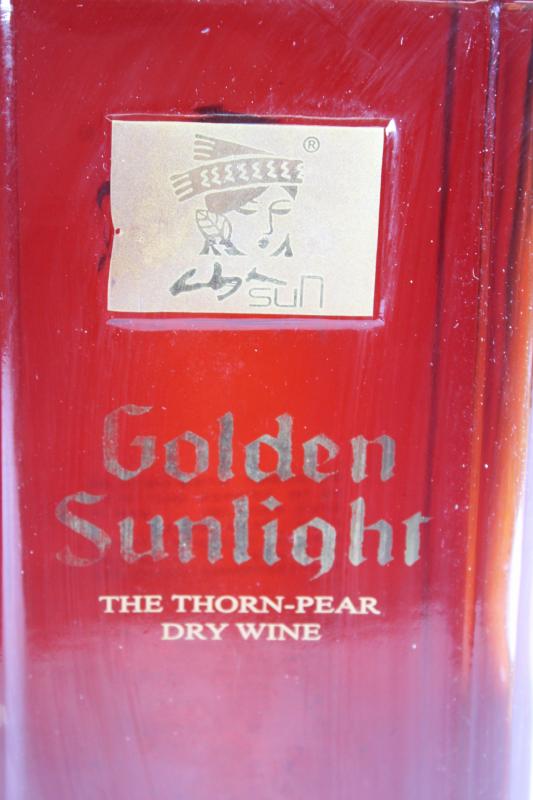 ®
sun
Golden
Sunlight
THE THORN-PEAR
DRY WINE